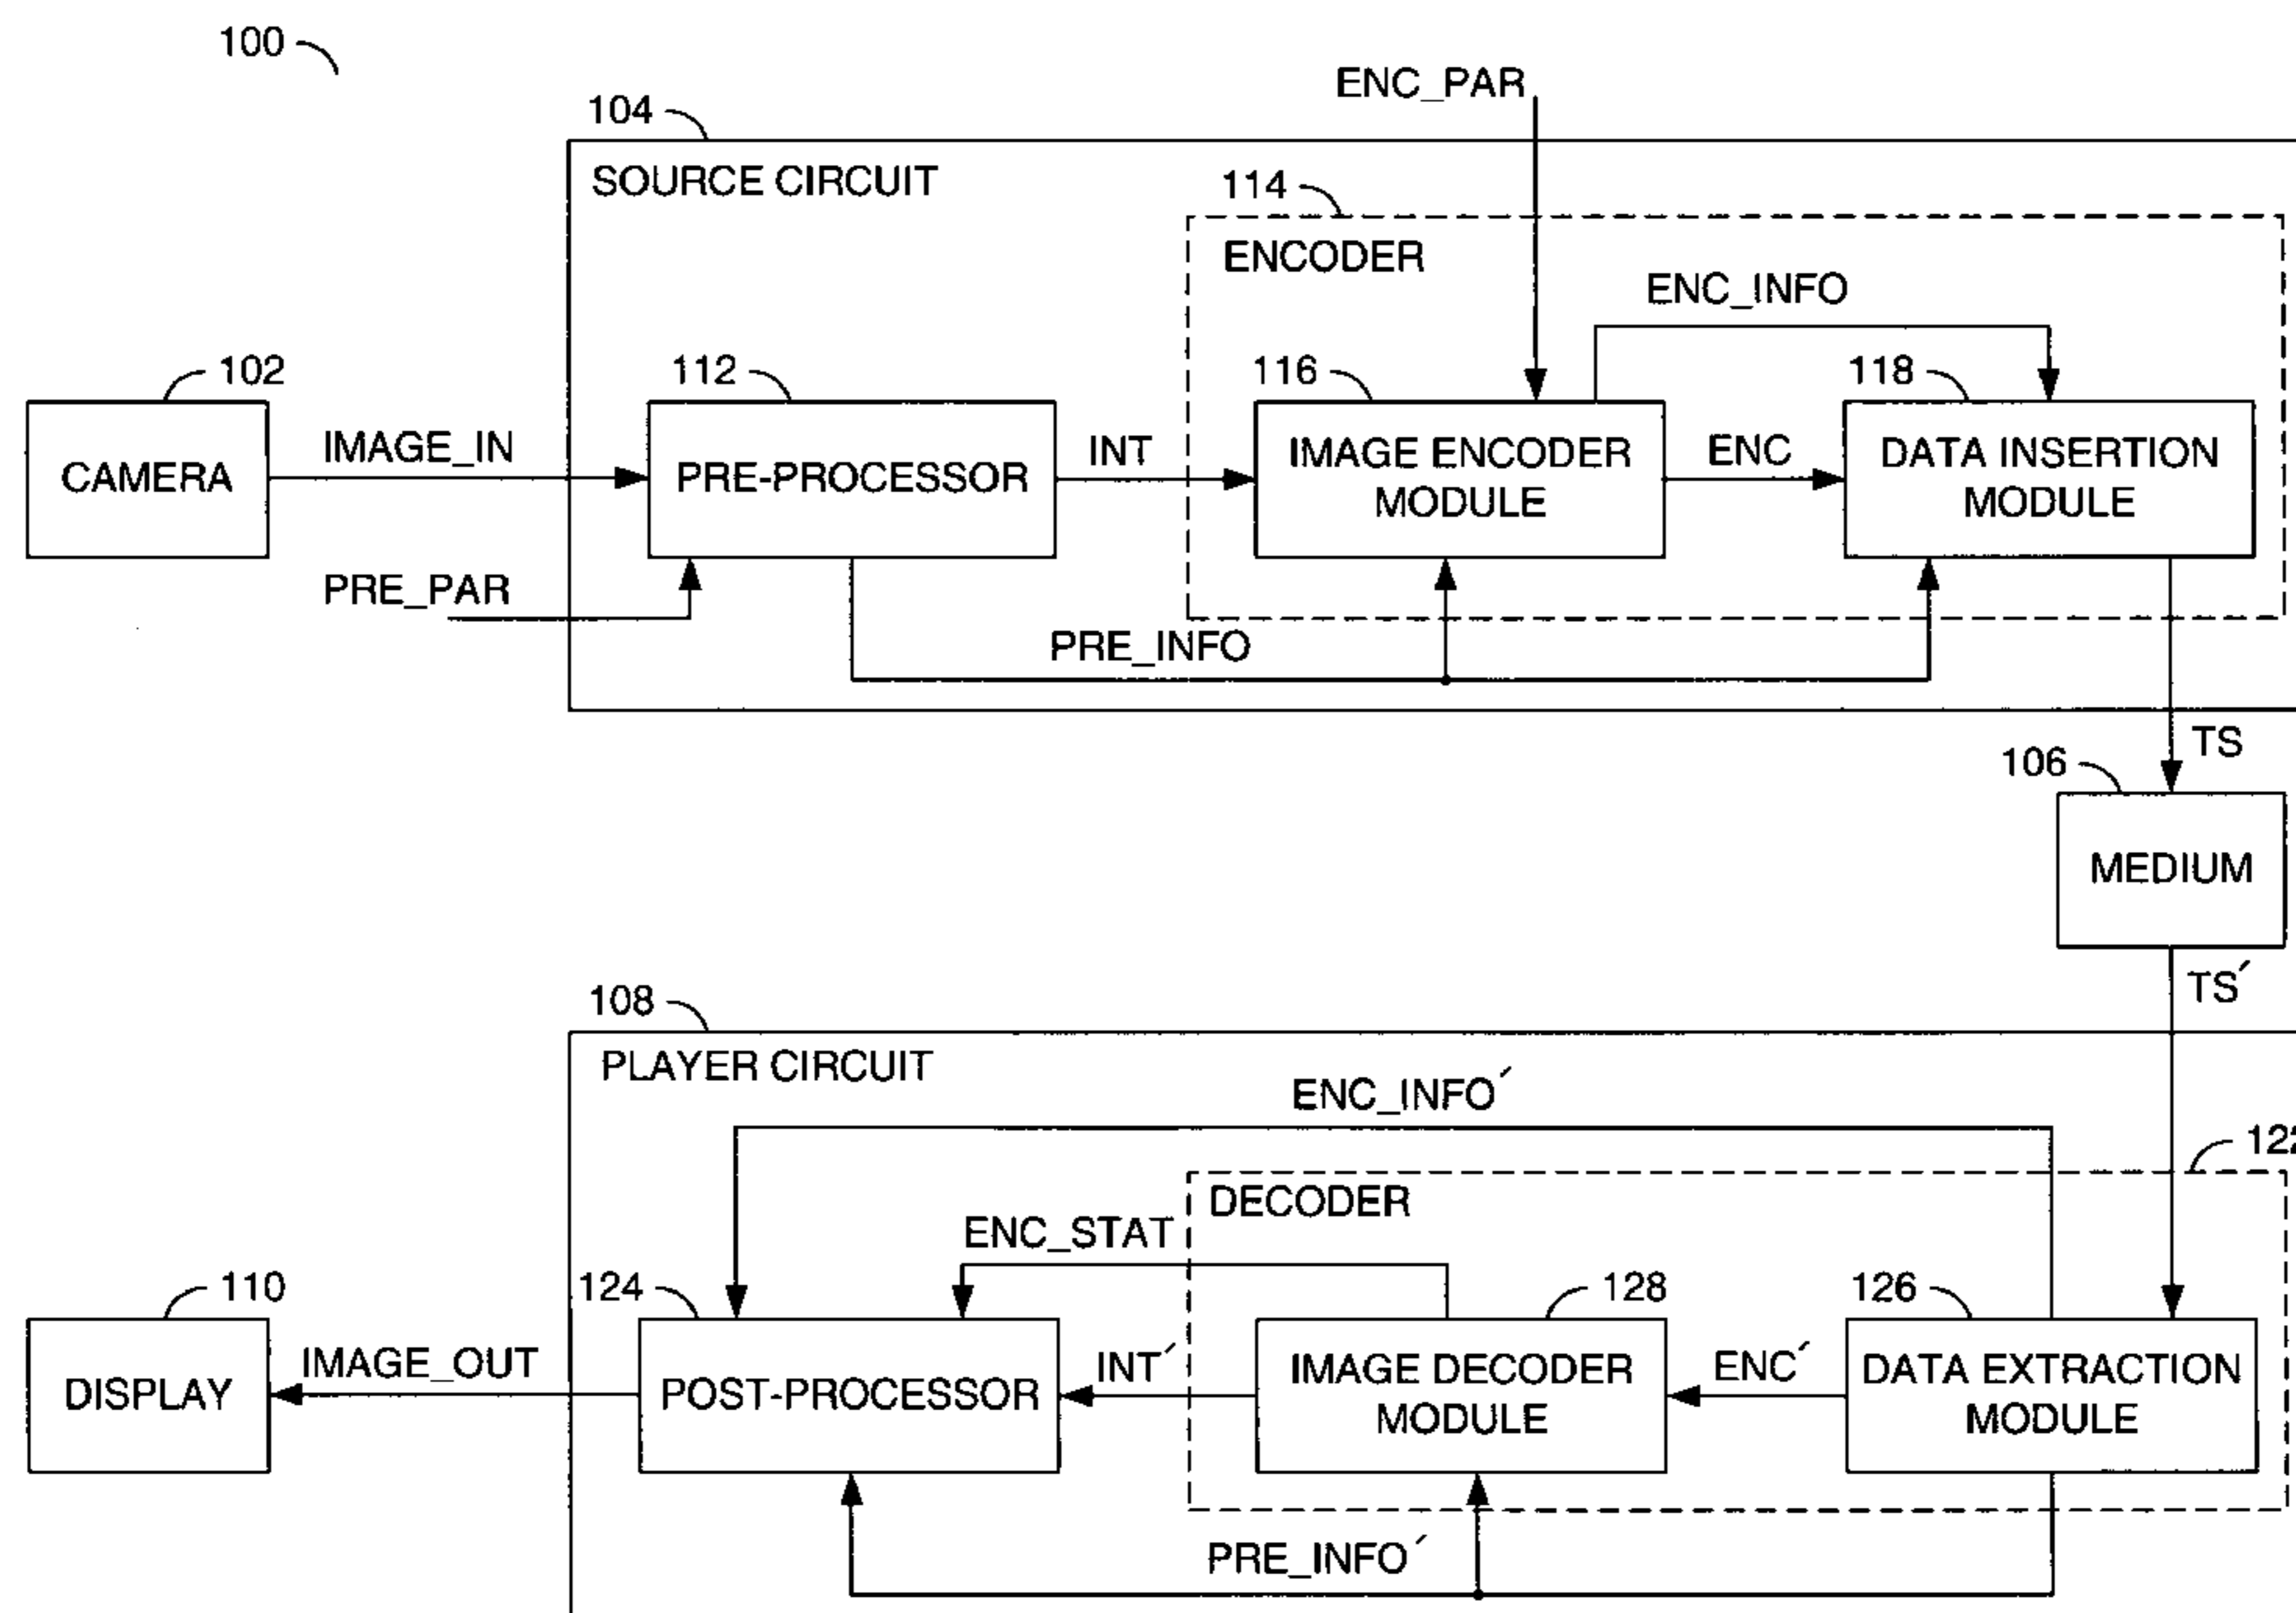 100
ENC_PAR
104
SOURCE CIRCUIT
114
ENCODER
ENC_INFO
102
112
116
118
CAMERA
IMAGE_IN
PRE-PROCESSOR
INT
IMAGE ENCODER
MODULE
ENC
DATA INSERTION
MODULE
PRE_PAR
PRE_INFO
TS
106
MEDIUM
TS´
108
PLAYER CIRCUIT
ENC_INFO´
122
DECODER
ENC_STAT
110
124
128
126
DISPLAY
IMAGE_OUT
POST-PROCESSOR
INT´
IMAGE DECODER
MODULE
ENC´
DATA EXTRACTION
MODULE
PRE_INFO´